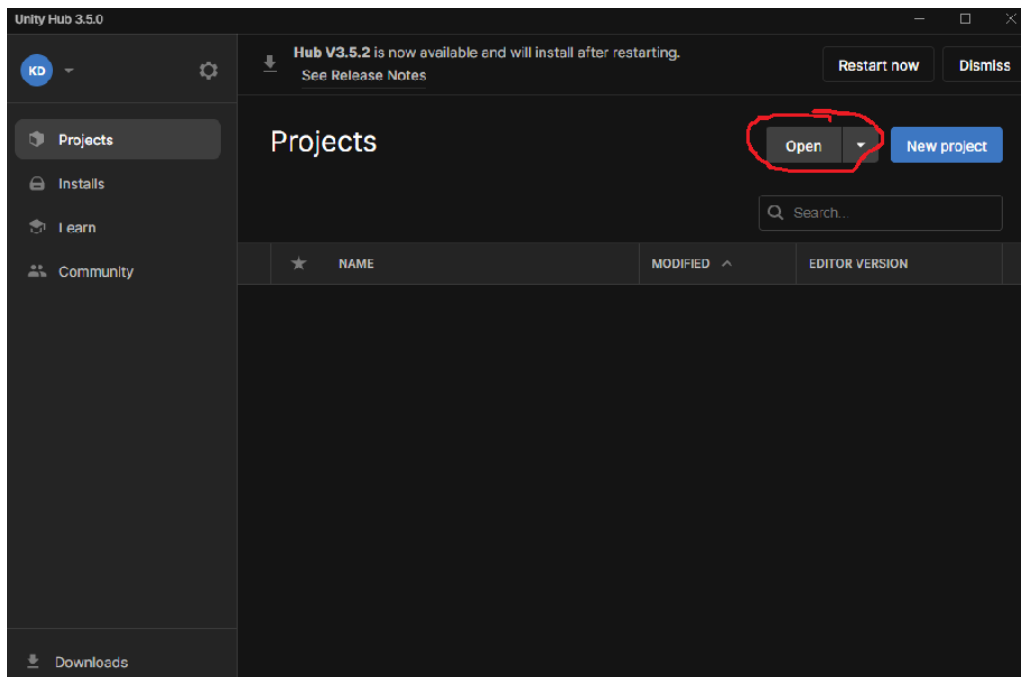 Unity Hub 3.5.0
KD
Hub V3.5.2 is now available and will install after restarting.
See Release Notes
Restart now
Dismiss
Projects
Installs
Learn
Community
Projects
Open
New project
Search...
NAME
MODIFIED
EDITOR VERSION
Downloads